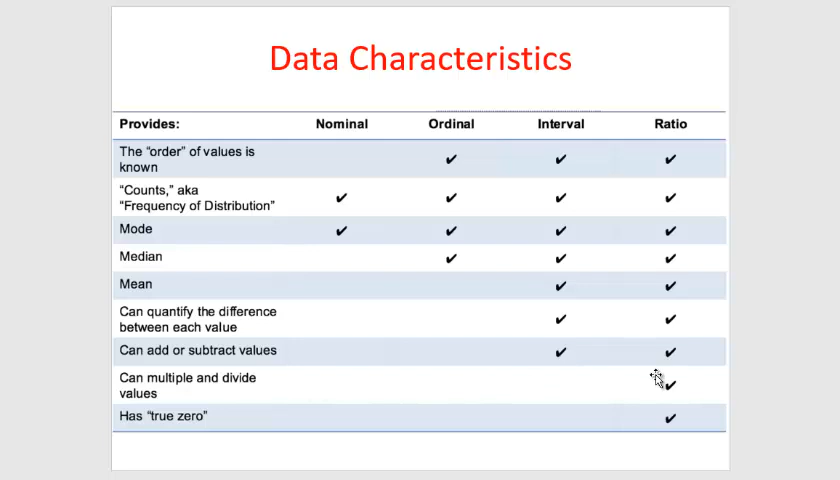 Data Characteristics
Provides: Nominal Ordinal Interval Ratio
The “order” of values is
known ✔ ✔ ✔
“Counts,” aka
“Frequency of Distribution” ✔ ✔ ✔ ✔
Mode ✔ ✔ ✔ ✔
Median ✔ ✔ ✔
Mean ✔ ✔
Can quantify the difference
between each value ✔ ✔
Can add or subtract values ✔ ✔
Can multiple and divide
values ✔
Has “true zero” ✔